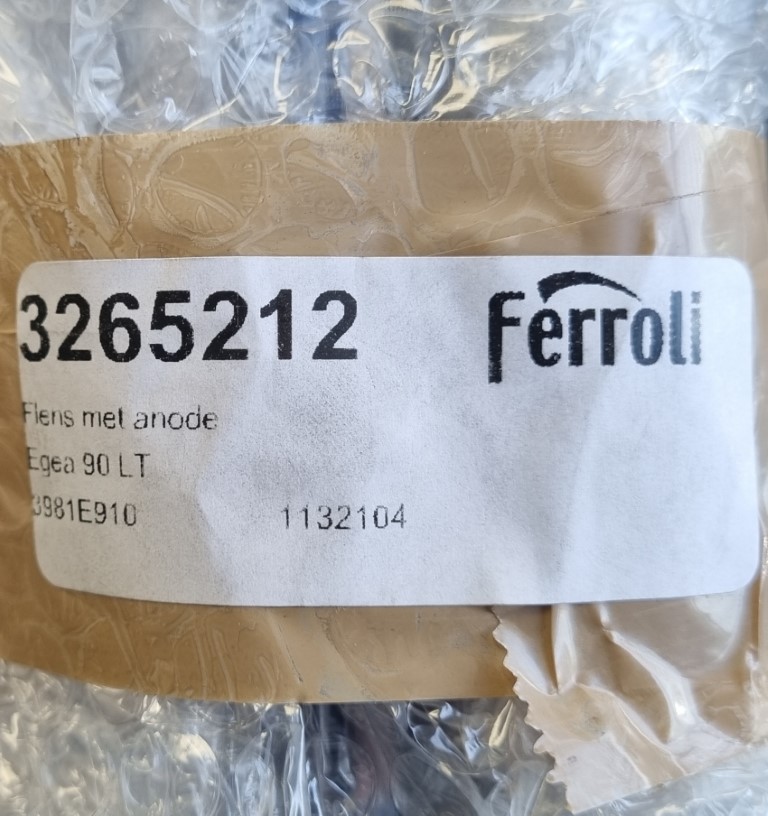 3265212 Ferroli
Flens met anode
Egea 90 LT
3981E910 1132104